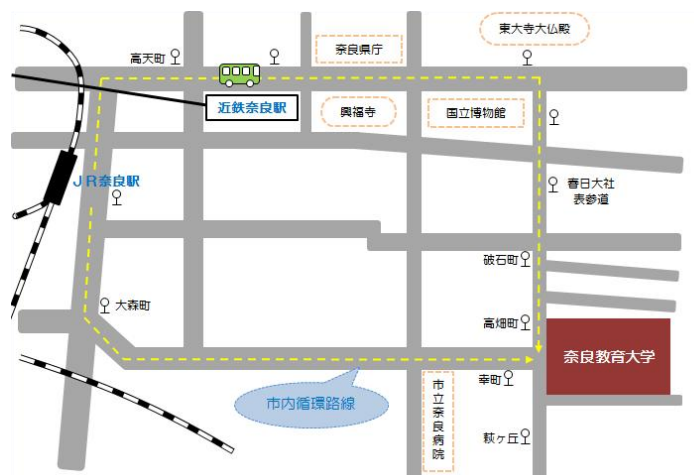 高天町
奈良県庁
東大寺大仏殿
近鉄奈良駅
興福寺
国立博物館
JR奈良駅
春日大社
表参道
破石町
大森町
高畑町
奈良教育大学
市内循環路線
市立奈良病院
幸町
萩ヶ丘